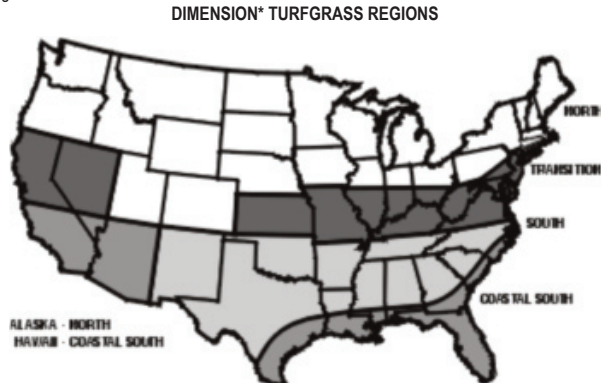 DIMENSION* TURFGRASS REGIONS
NORTH
TRANSITION
SOUTH
COASTAL SOUTH
ALASKA - NORTH
HAWAII - COASTAL SOUTH